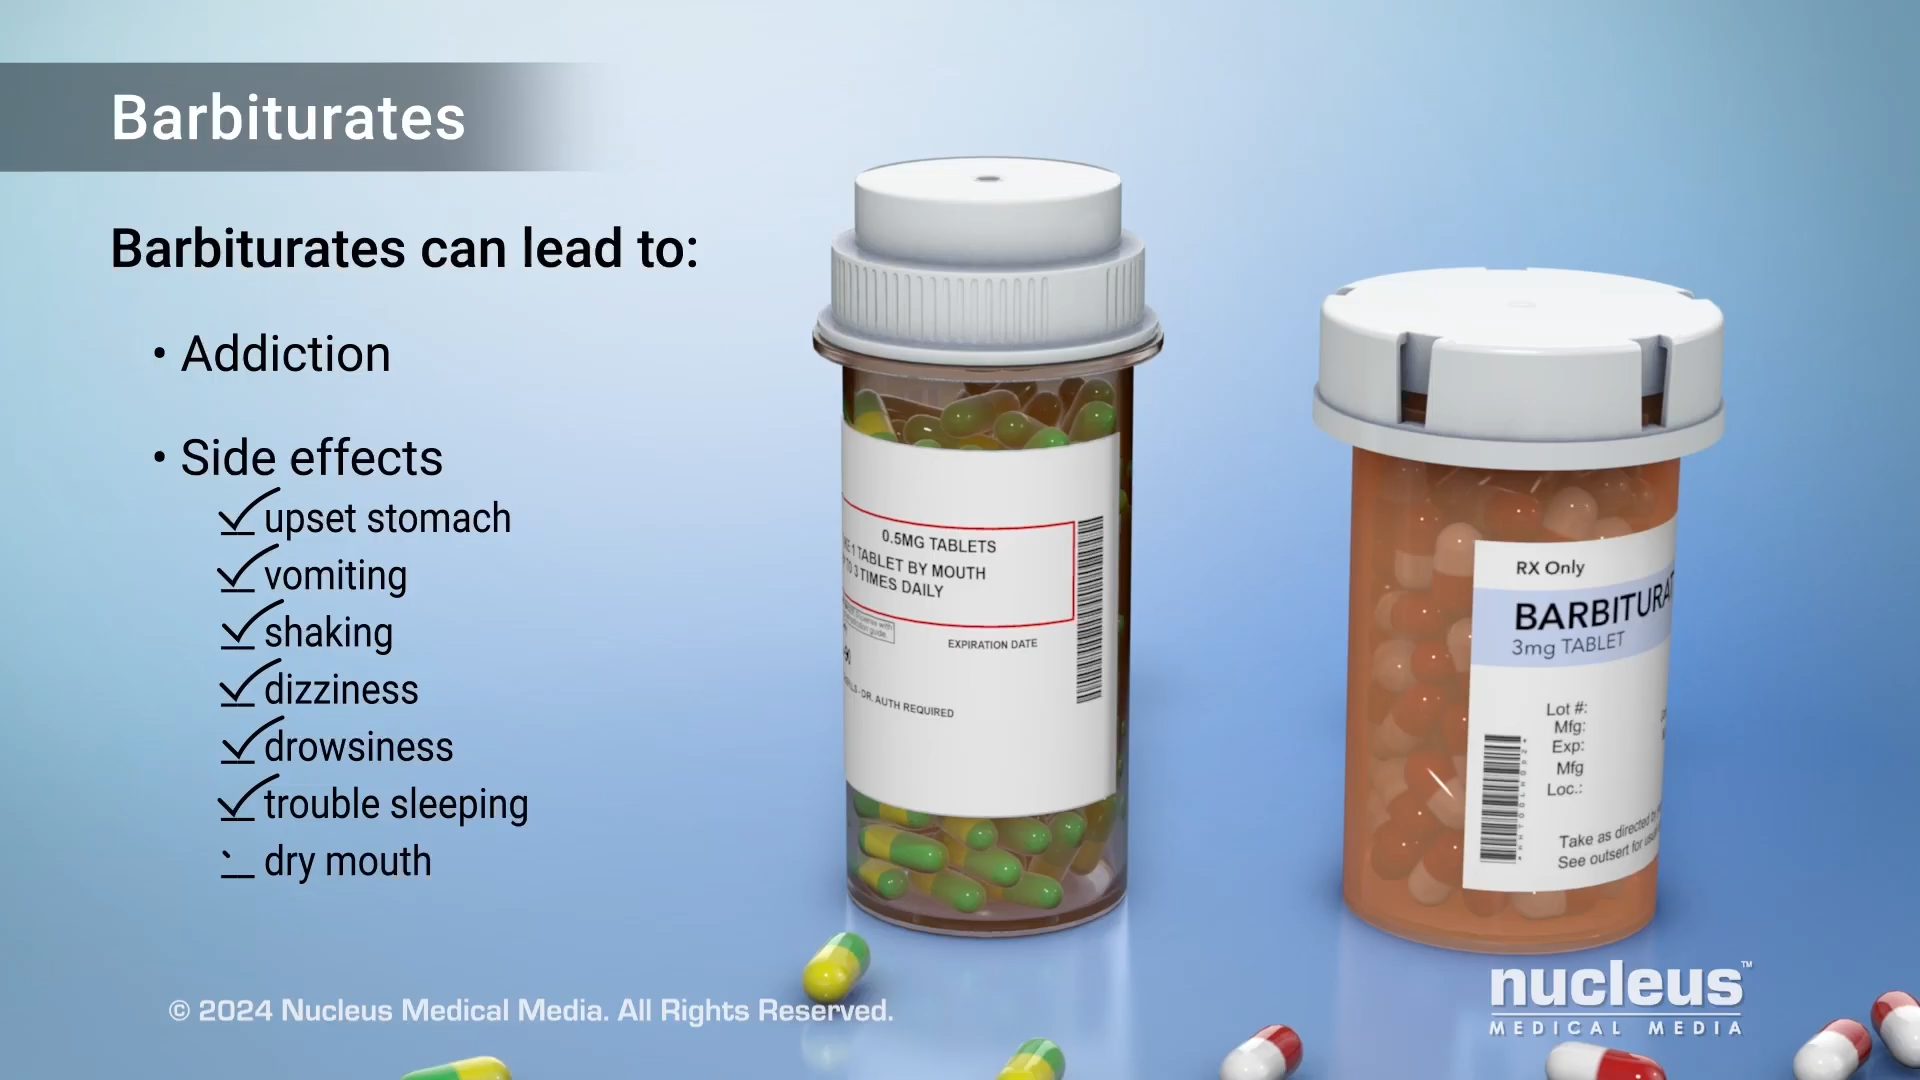 Barbiturates
Barbiturates can lead to:
• Addiction
• Side effects
upset stomach
vomiting
shaking
dizziness
drowsiness
trouble sleeping
dry mouth
0.5MG TABLETS
1 TABLET BY MOUTH
3 TIMES DAILY
EXPIRATION DATE
DR. AUTH REQUIRED
RX Only
BARBITURAT
3mg TABLET
Lot #:
Mfg:
Exp:
Mfg
Loc.:
Take as directed
See outsert for
© 2024 Nucleus Medical Media. All Rights Reserved.
nucleus™
MEDICAL MEDIA